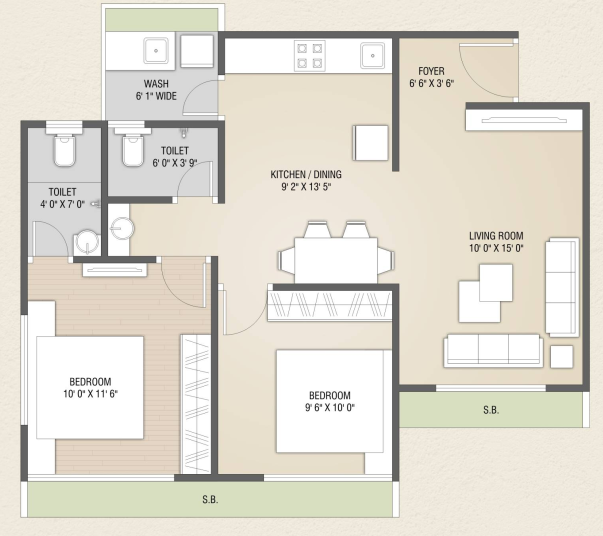 FOYER
6' 6" X 3' 6"
WASH
6' 1" WIDE
TOILET
6' 0" X 3' 9"
KITCHEN / DINING
9' 2" X 13' 5"
TOILET
4' 0" X 7' 0"
LIVING ROOM
10' 0" X 15' 0"
BEDROOM
10' 0" X 11' 6"
BEDROOM
9' 6" X 10' 0"
S.B.
S.B.